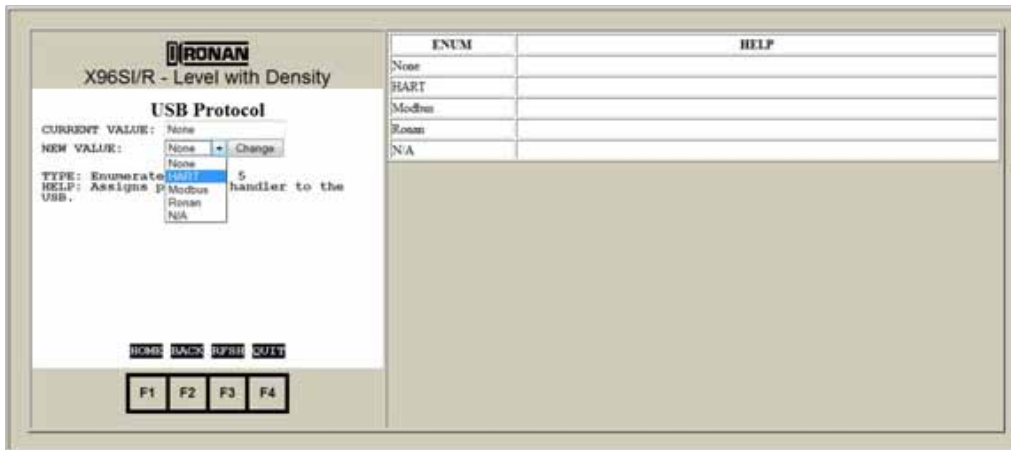 RONAN
X96SI/R - Level with Density
USB Protocol
CURRENT VALUE: None
NEW VALUE: None Change
None
HART
Modbus
Ronan
N/A
TYPE: Enumerate 5
HELP: Assigns p handler to the
USB.
HOME BACK RFSH QUIT
F1 F2 F3 F4
ENUM HELP
None
HART
Modbus
Ronan
N/A